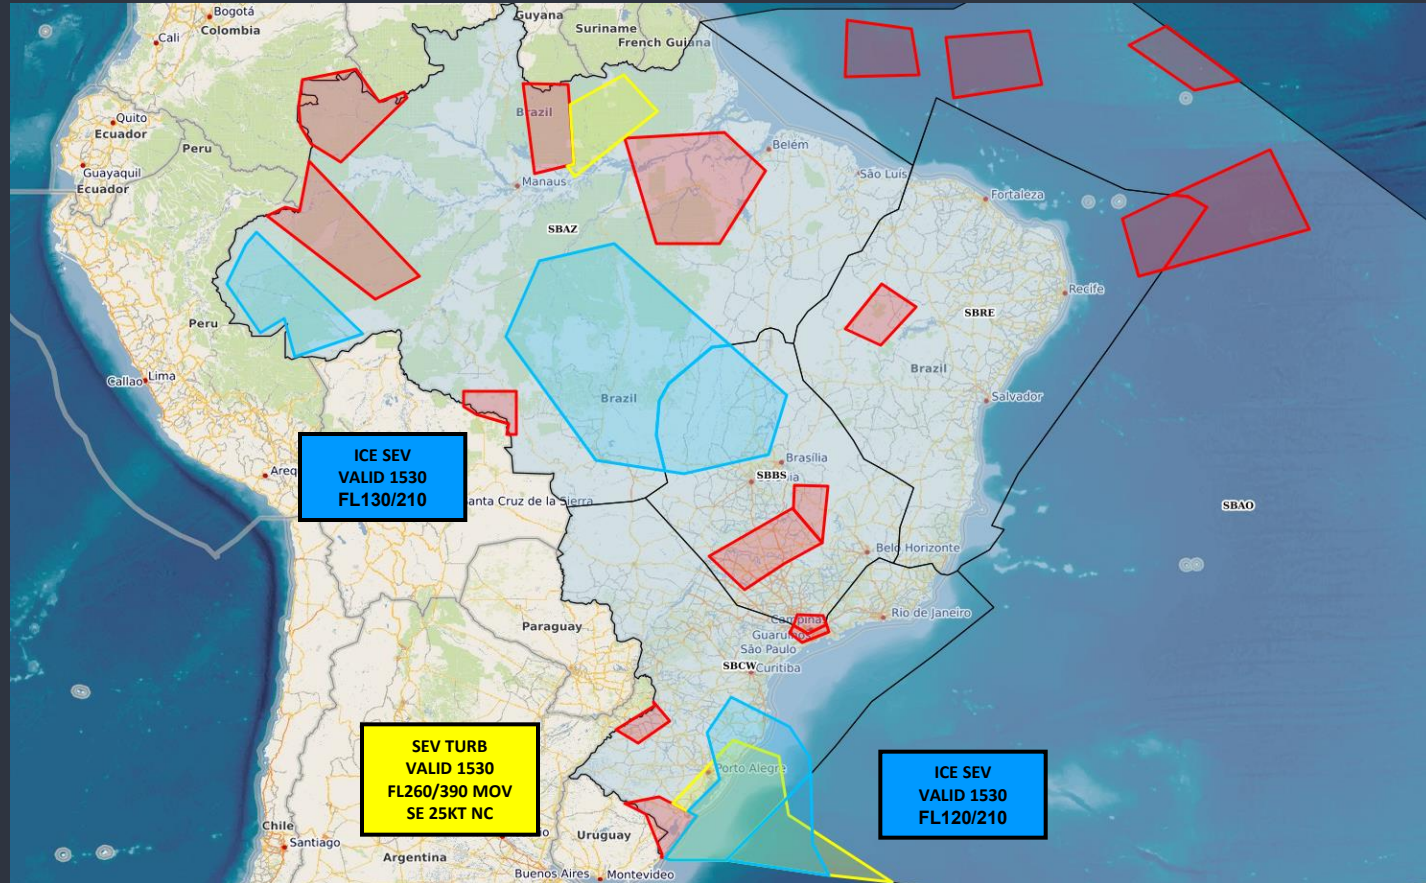 Bogotá
Colombia
Cali
Guyana
Suriname
French Guiana
Quito
Ecuador
Peru
Guayaquil
Ecuador
Brazil
Manaus
Belém
São Luís
Fortaleza
SBAZ
Recife
SBRE
Brazil
Peru
Callao
Lima
Brazil
Salvador
ICE SEV
VALID 1530
FL130/210
Areq
anta Cruz de la Sierra
Brasília
SBBS
ia
SBAO
Belo Horizonte
Rio de Janeiro
Campina
Guarulhos
São Paulo
Paraguay
SBCW
Curitiba
SEV TURB
VALID 1530
FL260/390 MOV
SE 25KT NC
Porto Alegre
ICE SEV
VALID 1530
FL120/210
Chile
Santiago
io
Uruguay
Argentina
Buenos Aires
Montevideo